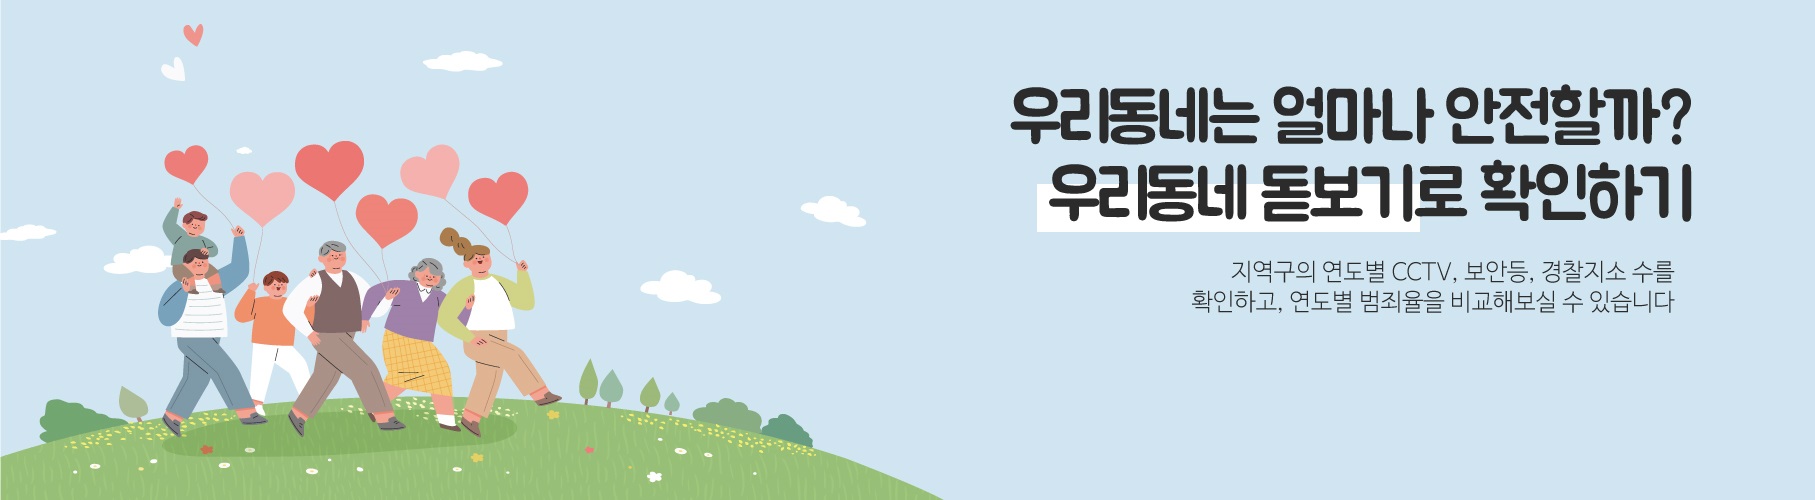 우리동네는 얼마나 안전할까?
우리동네 돋보기로 확인하기
지역구의 연도별 CCTV, 보안등, 경찰지소 수를
확인하고, 연도별 범죄율을 비교해보실 수 있습니다